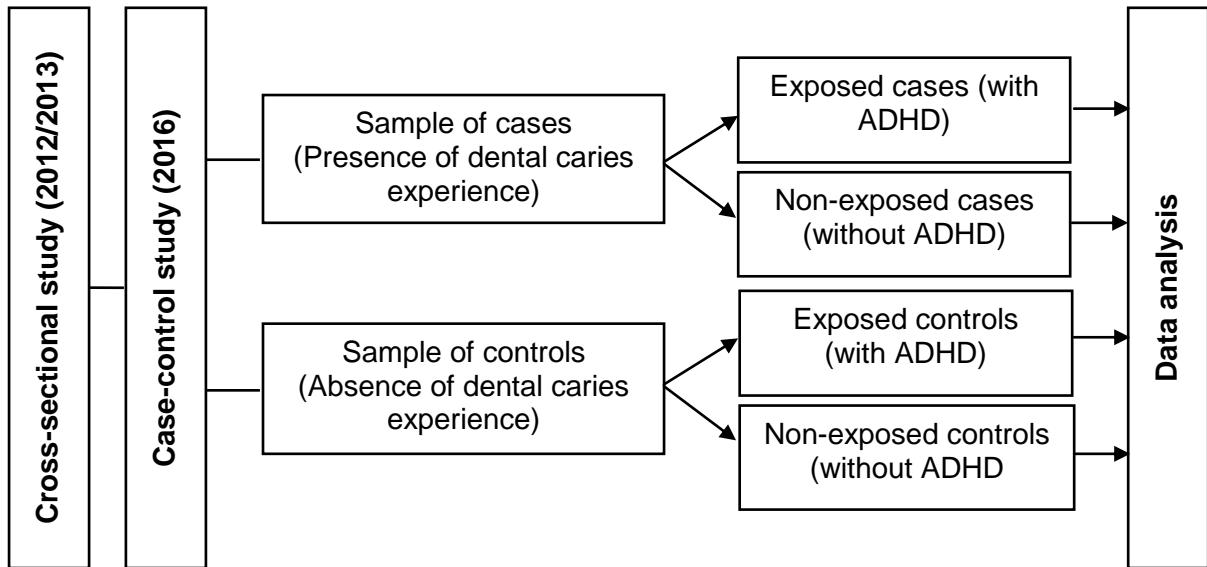 Cross-sectional study (2012/2013)
Case-control study (2016)
Sample of cases
(Presence of dental caries
experience)
Exposed cases (with
ADHD)
Non-exposed cases
(without ADHD)
Sample of controls
(Absence of dental caries
experience)
Exposed controls
(with ADHD)
Non-exposed controls
(without ADHD
Data analysis